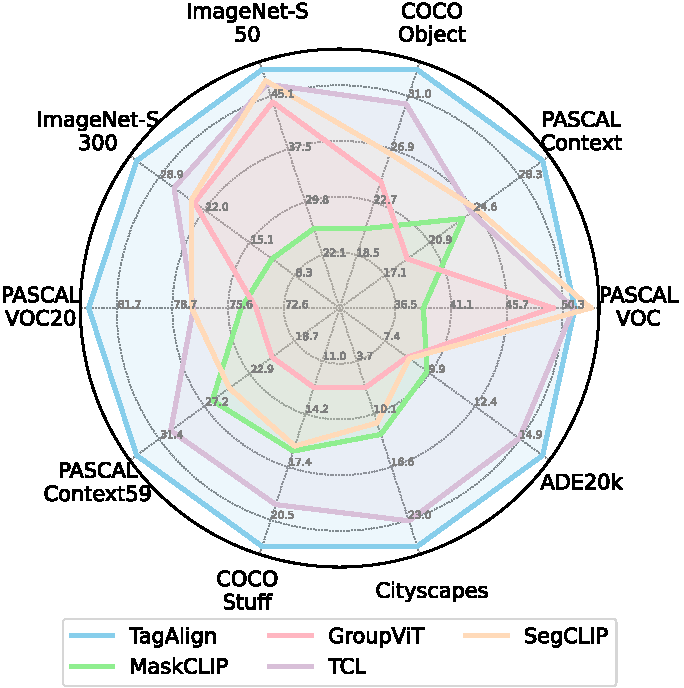 ImageNet-S
50
COCO
Object
ImageNet-S
300
PASCAL
Context
45.1
31.0
28.9
37.5
26.9
28.3
22.0
29.8
22.7
24.6
15.1
20.9
8.3
22.1
18.5
17.1
PASCAL
VOC20
81.7
78.7
75.6
72.6
36.5
41.1
45.7
50.3
PASCAL
VOC
18.7
11.0
3.7
7.4
22.9
9.9
27.2
14.2
10.1
12.4
31.4
17.4
16.6
14.9
20.5
23.0
PASCAL
Context59
ADE20k
COCO
Stuff
Cityscapes
TagAlign
GroupViT
SegCLIP
MaskCLIP
TCL